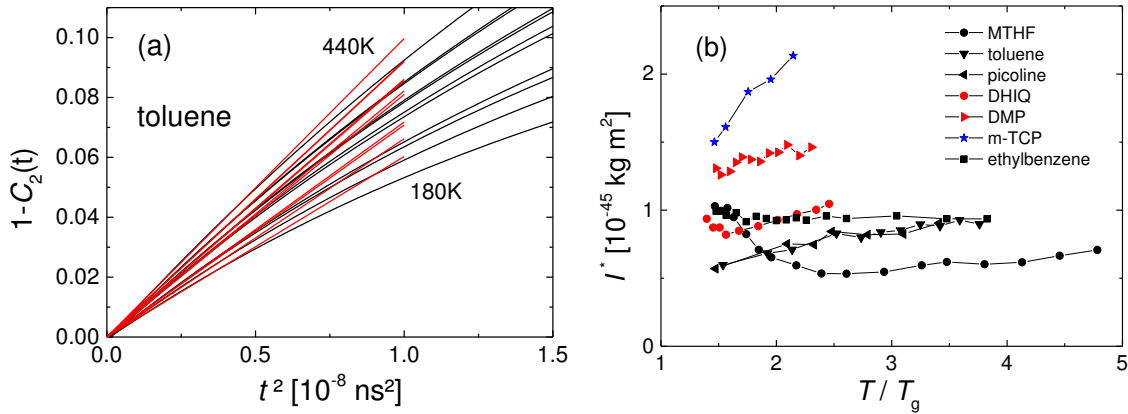 (a)
440K
toluene
180K
1-C₂(t)
0.10
0.08
0.06
0.04
0.02
0.00
0.0 0.5 1.0 1.5
t² [10⁻⁸ ns²]
(b)
MTHF
toluene
picoline
DHIQ
DMP
m-TCP
ethylbenzene
I* [10⁻⁴⁵ kg m²]
2
1
0
1 2 3 4 5
T / T_g